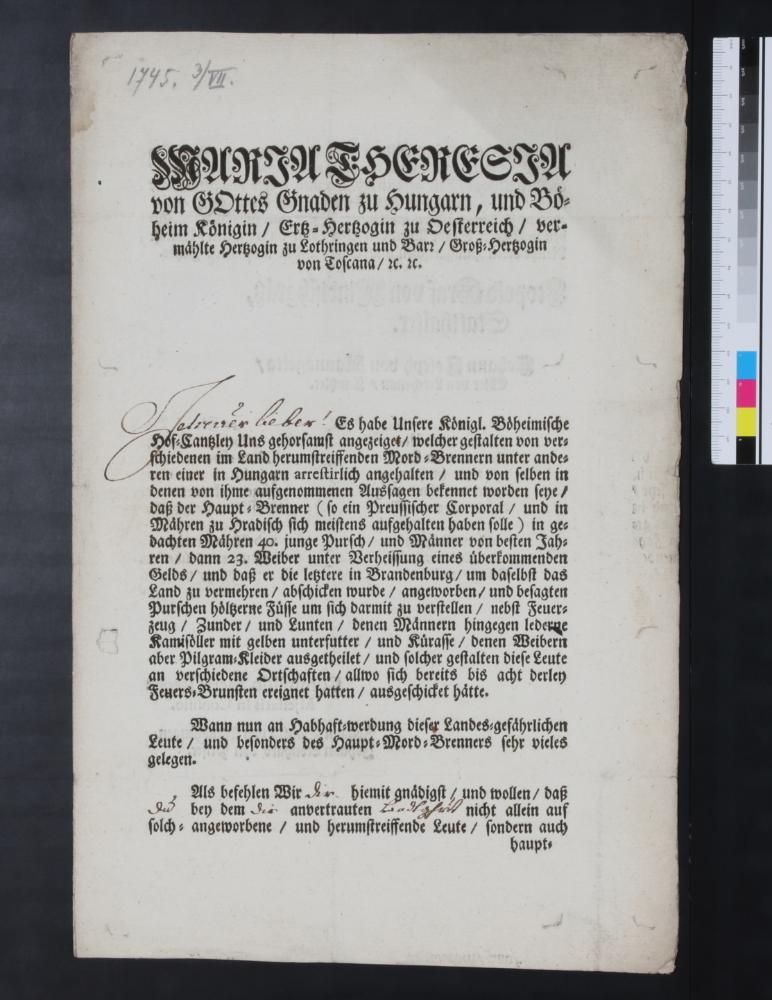 1745. 3/VII.
MARIA THERESIA
von GOttes Gnaden zu Hungarn, und Bö-
heim Königin / Ertz-Hertzogin zu Oesterreich / ver-
mählte Hertzogin zu Lothringen und Barr / Groß-Hertzogin
von Toscana / ꝛc. ꝛc.
lieber! Es habe Unsere Königl. Böheimische
Hof-Cantzley Uns gehorsamst angezeiget / welcher gestalten von ver-
schiedenen im Land herumstreiffenden Mord-Brennern unter ande-
ren einer in Hungarn arrestirlich angehalten / und von selben in
denen von ihme aufgenommenen Aussagen bekennet worden seye /
daß der Haupt-Brenner ( so ein Preussischer Corporal / und in
Mähren zu Hradisch sich meistens aufgehalten haben solle ) in ge-
dachten Mähren 40. junge Pursch / und Männer von besten Jah-
ren / dann 23. Weiber unter Verheissung eines überkommenden
Gelds / und daß er die letztere in Brandenburg / um daselbst das
Land zu vermehren / abschicken wurde / angeworben / und besagten
Purschen höltzerne Füsse um sich darmit zu verstellen / nebst Feuer-
zeug / Zunder / und Lunten / denen Männern hingegen lederne
Kamisöller mit gelben unterfutter / und Kürasse / denen Weibern
aber Pilgram-Kleider ausgetheilet / und solcher gestalten diese Leute
an verschiedene Ortschaften / allwo sich bereits bis acht derley
Feuers-Brunsten ereignet hatten / ausgeschicket hätte.
Wann nun an Habhaft-werdung dieser Landes-gefährlichen
Leute / und besonders des Haupt-Mord-Brenners sehr vieles
gelegen.
Als befehlen Wir dir hiemit gnädigst / und wollen / daß
du bey dem dir anvertrauten nicht allein auf
solch-angeworbene / und herumstreiffende Leute / sondern auch
haupt-